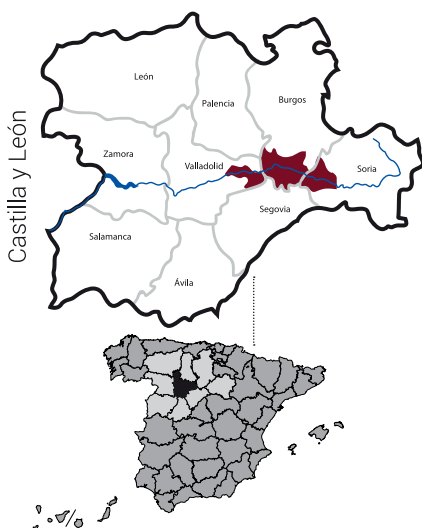 Castilla y León
León
Palencia
Burgos
Zamora
Valladolid
Soria
Segovia
Salamanca
Ávila